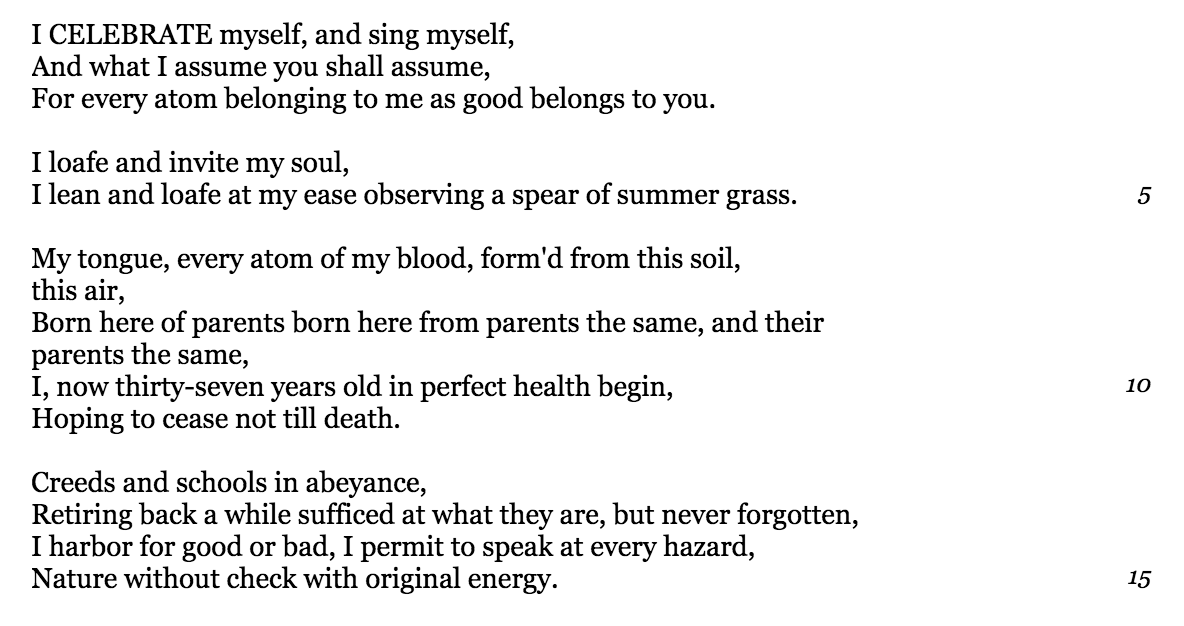 I CELEBRATE myself, and sing myself,
And what I assume you shall assume,
For every atom belonging to me as good belongs to you.
I loafe and invite my soul,
I lean and loafe at my ease observing a spear of summer grass. 5
My tongue, every atom of my blood, form'd from this soil,
this air,
Born here of parents born here from parents the same, and their
parents the same,
I, now thirty-seven years old in perfect health begin, 10
Hoping to cease not till death.
Creeds and schools in abeyance,
Retiring back a while sufficed at what they are, but never forgotten,
I harbor for good or bad, I permit to speak at every hazard,
Nature without check with original energy. 15